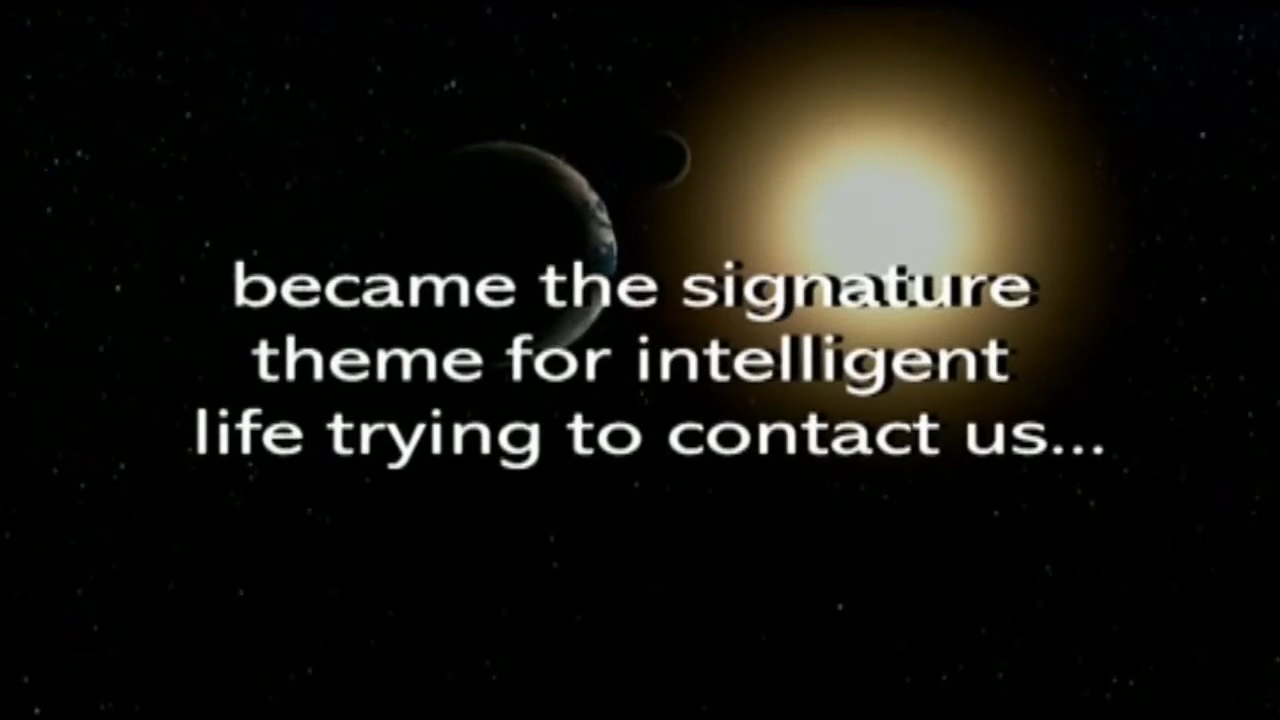 became the signature
theme for intelligent
life trying to contact us...